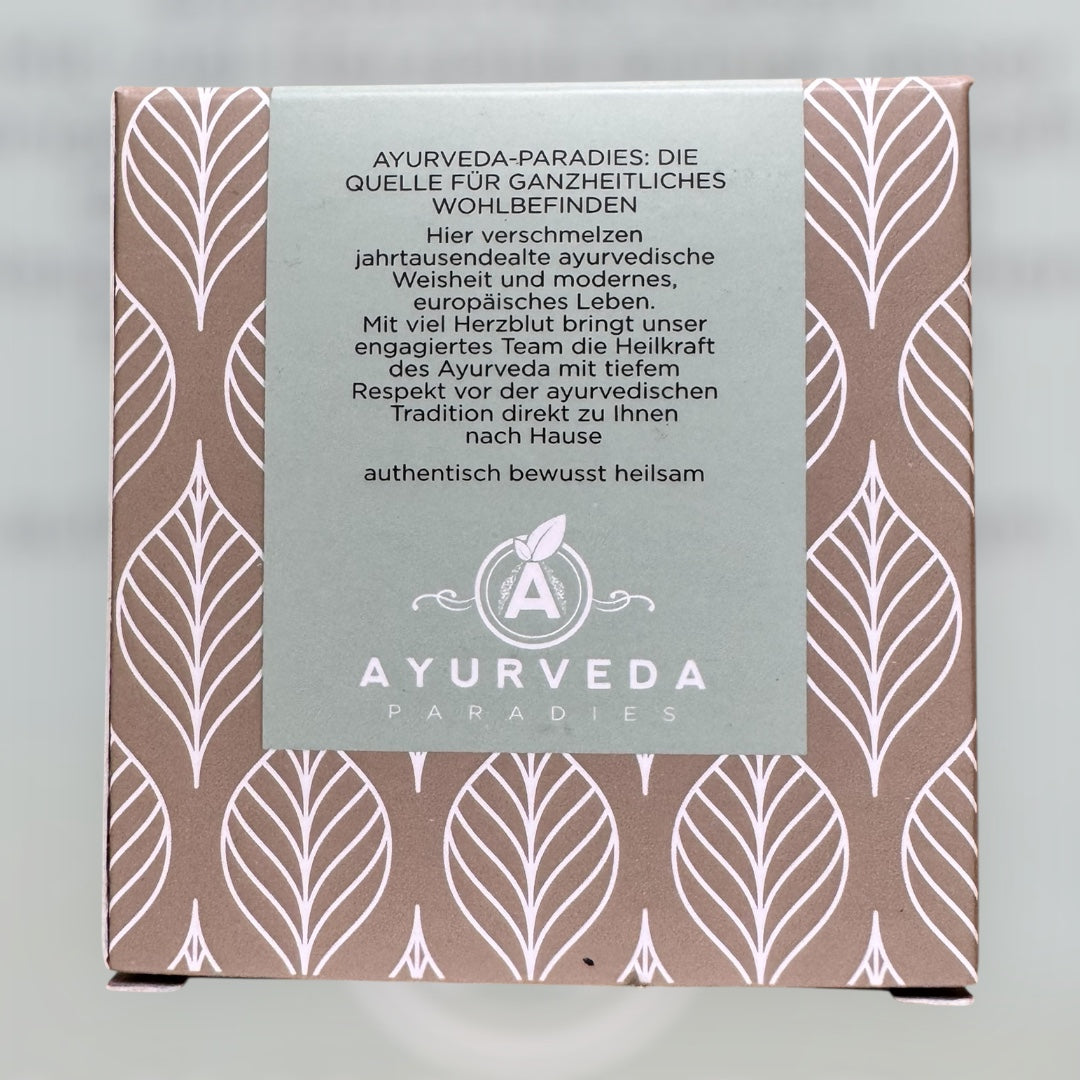 AYURVEDA-PARADIES: DIE
QUELLE FÜR GANZHEITLICHES
WOHLBEFINDEN
Hier verschmelzen
jahrtausendealte ayurvedische
Weisheit und modernes,
europäisches Leben.
Mit viel Herzblut bringt unser
engagiertes Team die Heilkraft
des Ayurveda mit tiefem
Respekt vor der ayurvedischen
Tradition direkt zu Ihnen
nach Hause
authentisch bewusst heilsam
A
AYURVEDA
PARADIES